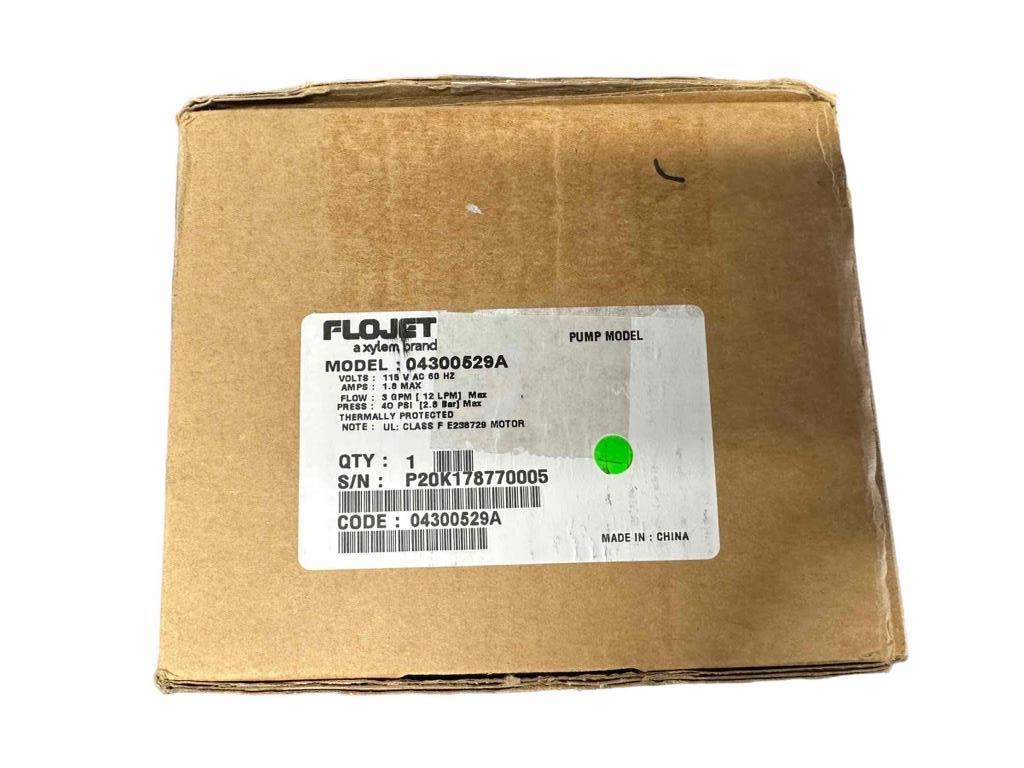 FLOJET
a xylem brand
PUMP MODEL
MODEL : 04300529A
VOLTS : 115 V AC 60 HZ
AMPS : 1.8 MAX
FLOW : 3 GPM [ 12 LPM] Max
PRESS : 40 PSI [2.8 Bar] Max
THERMALLY PROTECTED
NOTE : UL: CLASS F E238729 MOTOR
QTY : 1
S/N : P20K178770005
CODE : 04300529A
MADE IN : CHINA